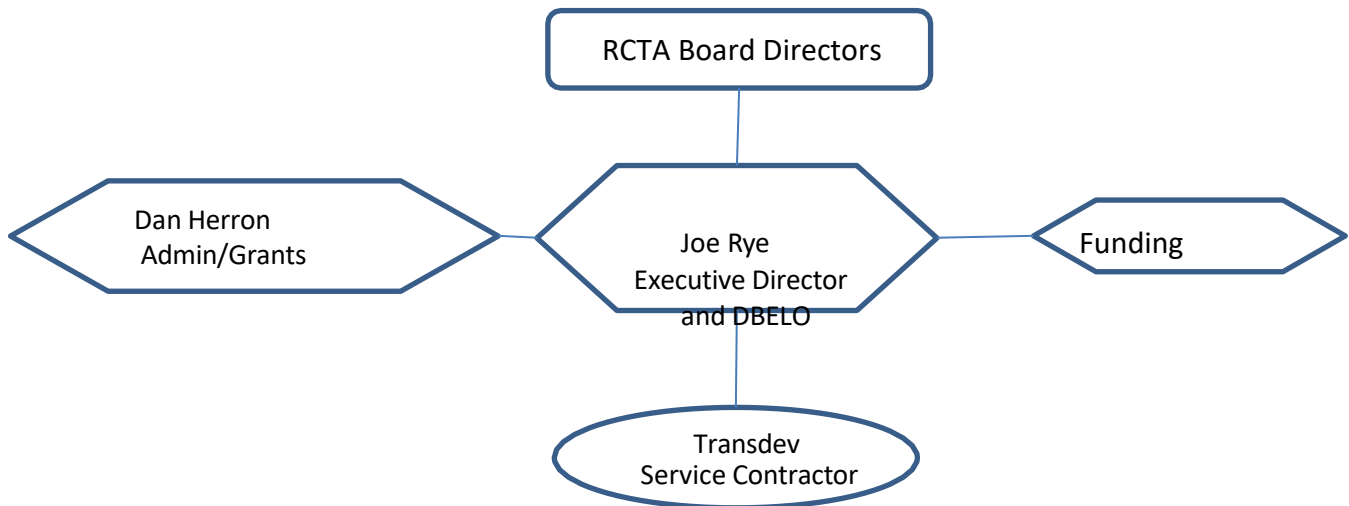 RCTA Board Directors
Dan Herron
Admin/Grants
Joe Rye
Executive Director
and DBELO
Funding
Transdev
Service Contractor